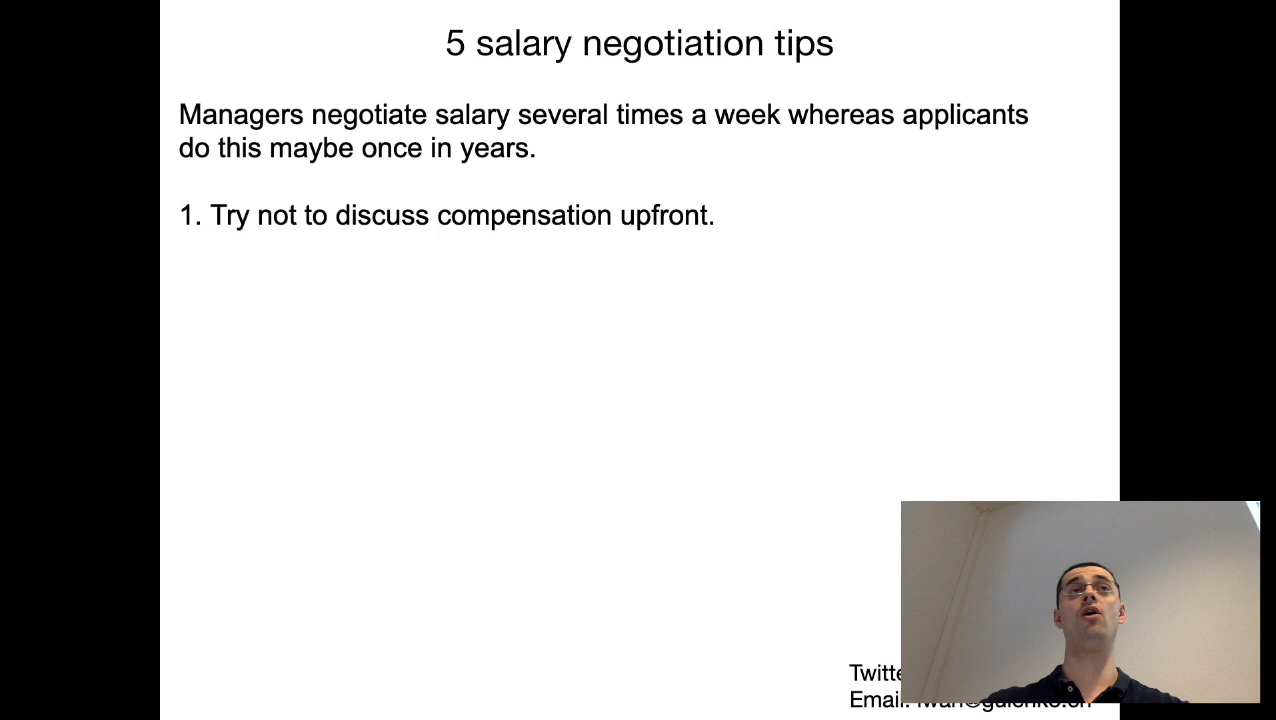 5 salary negotiation tips
Managers negotiate salary several times a week whereas applicants
do this maybe once in years.
1. Try not to discuss compensation upfront.
Email: